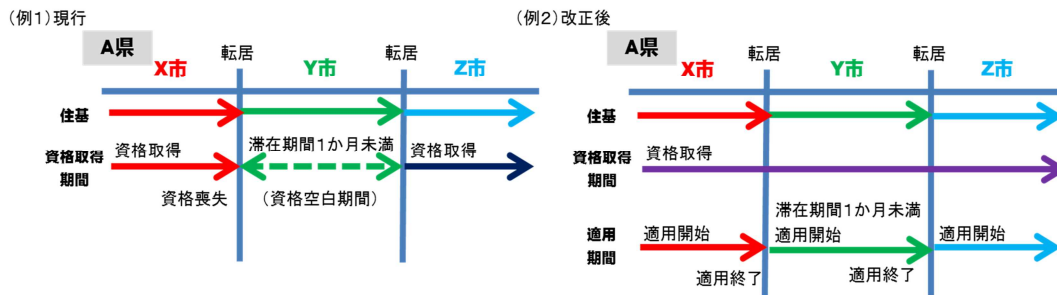 (例1)現行
A県
転居
転居
X市
Y市
Z市
住基
資格取得
期間
資格取得
滞在期間1か月未満
資格取得
資格喪失
(資格空白期間)
(例2)改正後
A県
転居
転居
X市
Y市
Z市
住基
資格取得
期間
資格取得
滞在期間1か月未満
適用
期間
適用開始
適用開始
適用開始
適用終了
適用終了